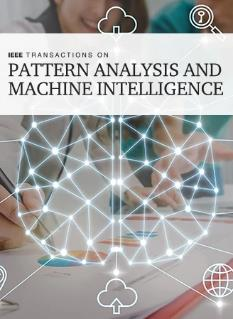 IEEE TRANSACTIONS ON
PATTERN ANALYSIS AND
MACHINE INTELLIGENCE